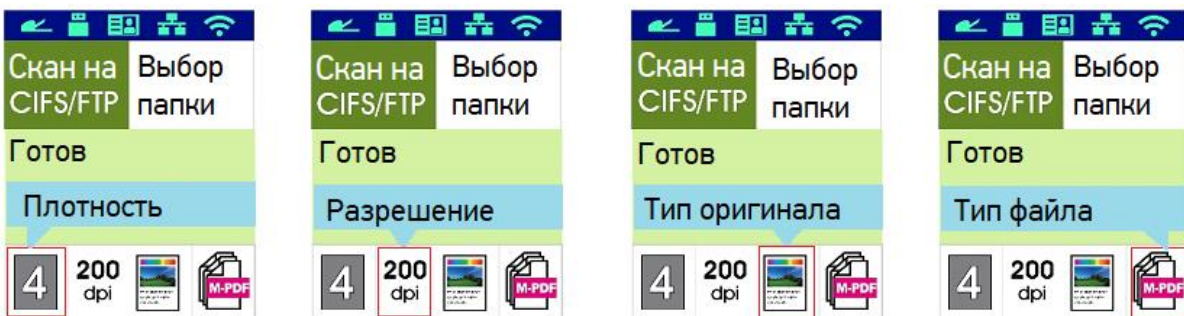 Скан на
CIFS/FTP
Выбор
папки
Готов
Плотность
4
200
dpi
M-PDF
Скан на
CIFS/FTP
Выбор
папки
Готов
Разрешение
4
200
dpi
M-PDF
Скан на
CIFS/FTP
Выбор
папки
Готов
Тип оригинала
4
200
dpi
M-PDF
Скан на
CIFS/FTP
Выбор
папки
Готов
Тип файла
4
200
dpi
M-PDF